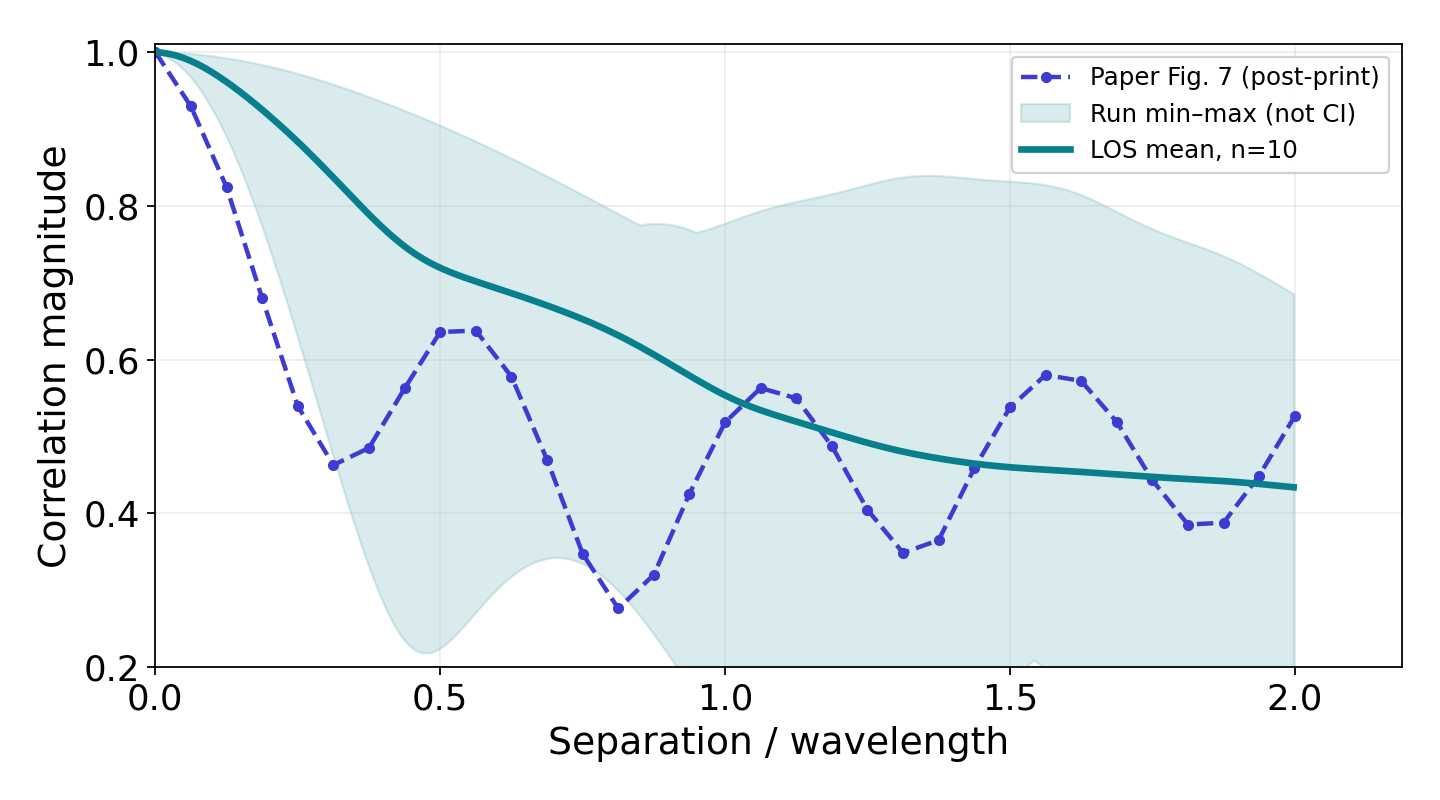 Correlation magnitude
1.0
0.8
0.6
0.4
0.2
Paper Fig. 7 (post-print)
Run min–max (not CI)
LOS mean, n=10
0.0 0.5 1.0 1.5 2.0
Separation / wavelength